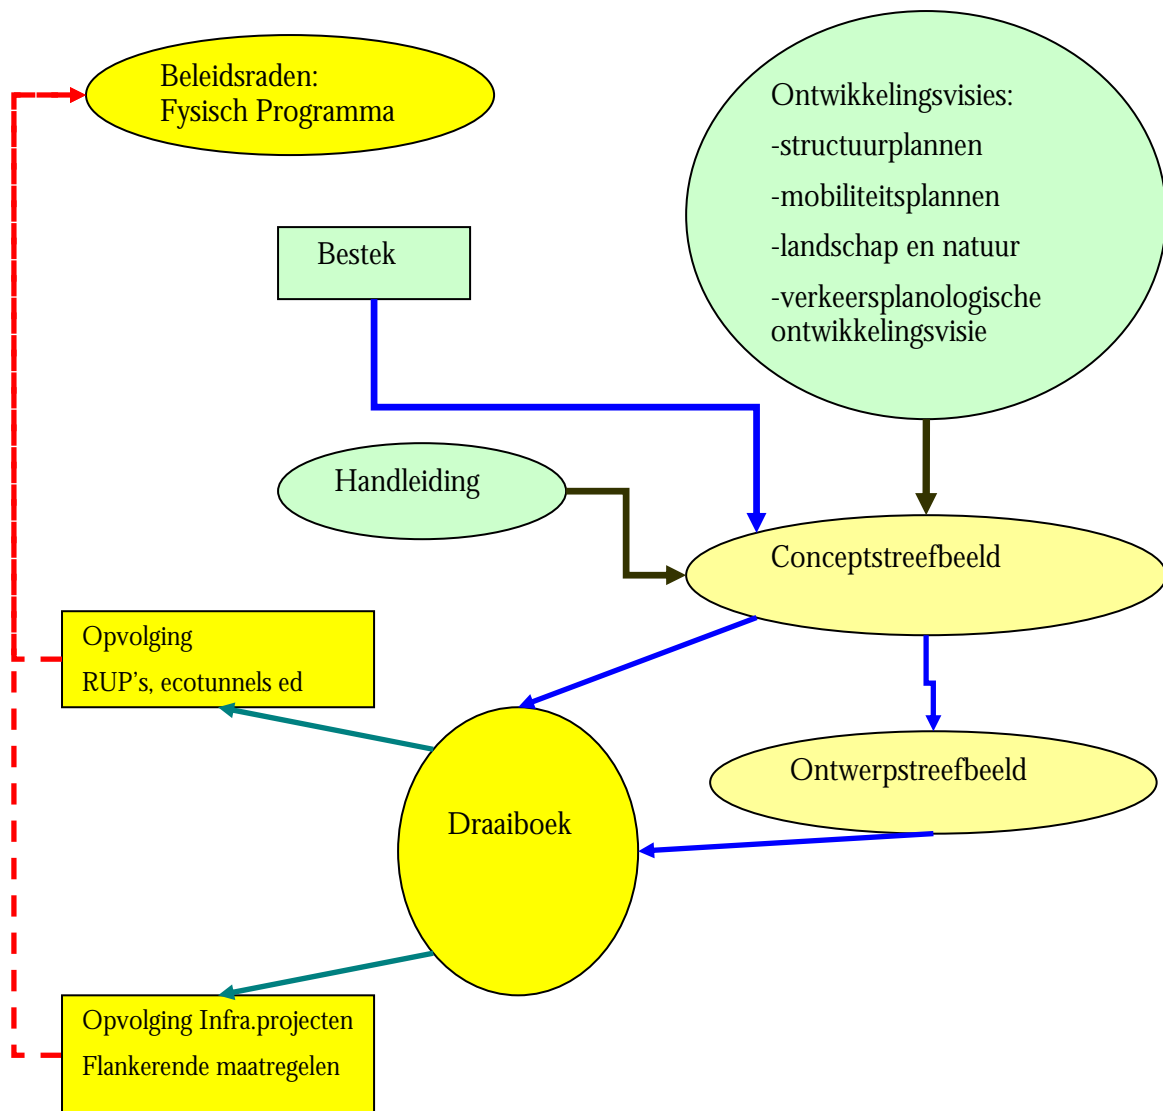 Beleidsraden:
Fysisch Programma
Ontwikkelingsvisies:
-structuurplannen
-mobiliteitsplannen
-landschap en natuur
-verkeersplanologische
ontwikkelingsvisie
Bestek
Handleiding
Conceptstreefbeeld
Opvolging
RUP's, ecotunnels ed
Ontwerpstreefbeeld
Draaiboek
Opvolging Infra.projecten
Flankerende maatregelen